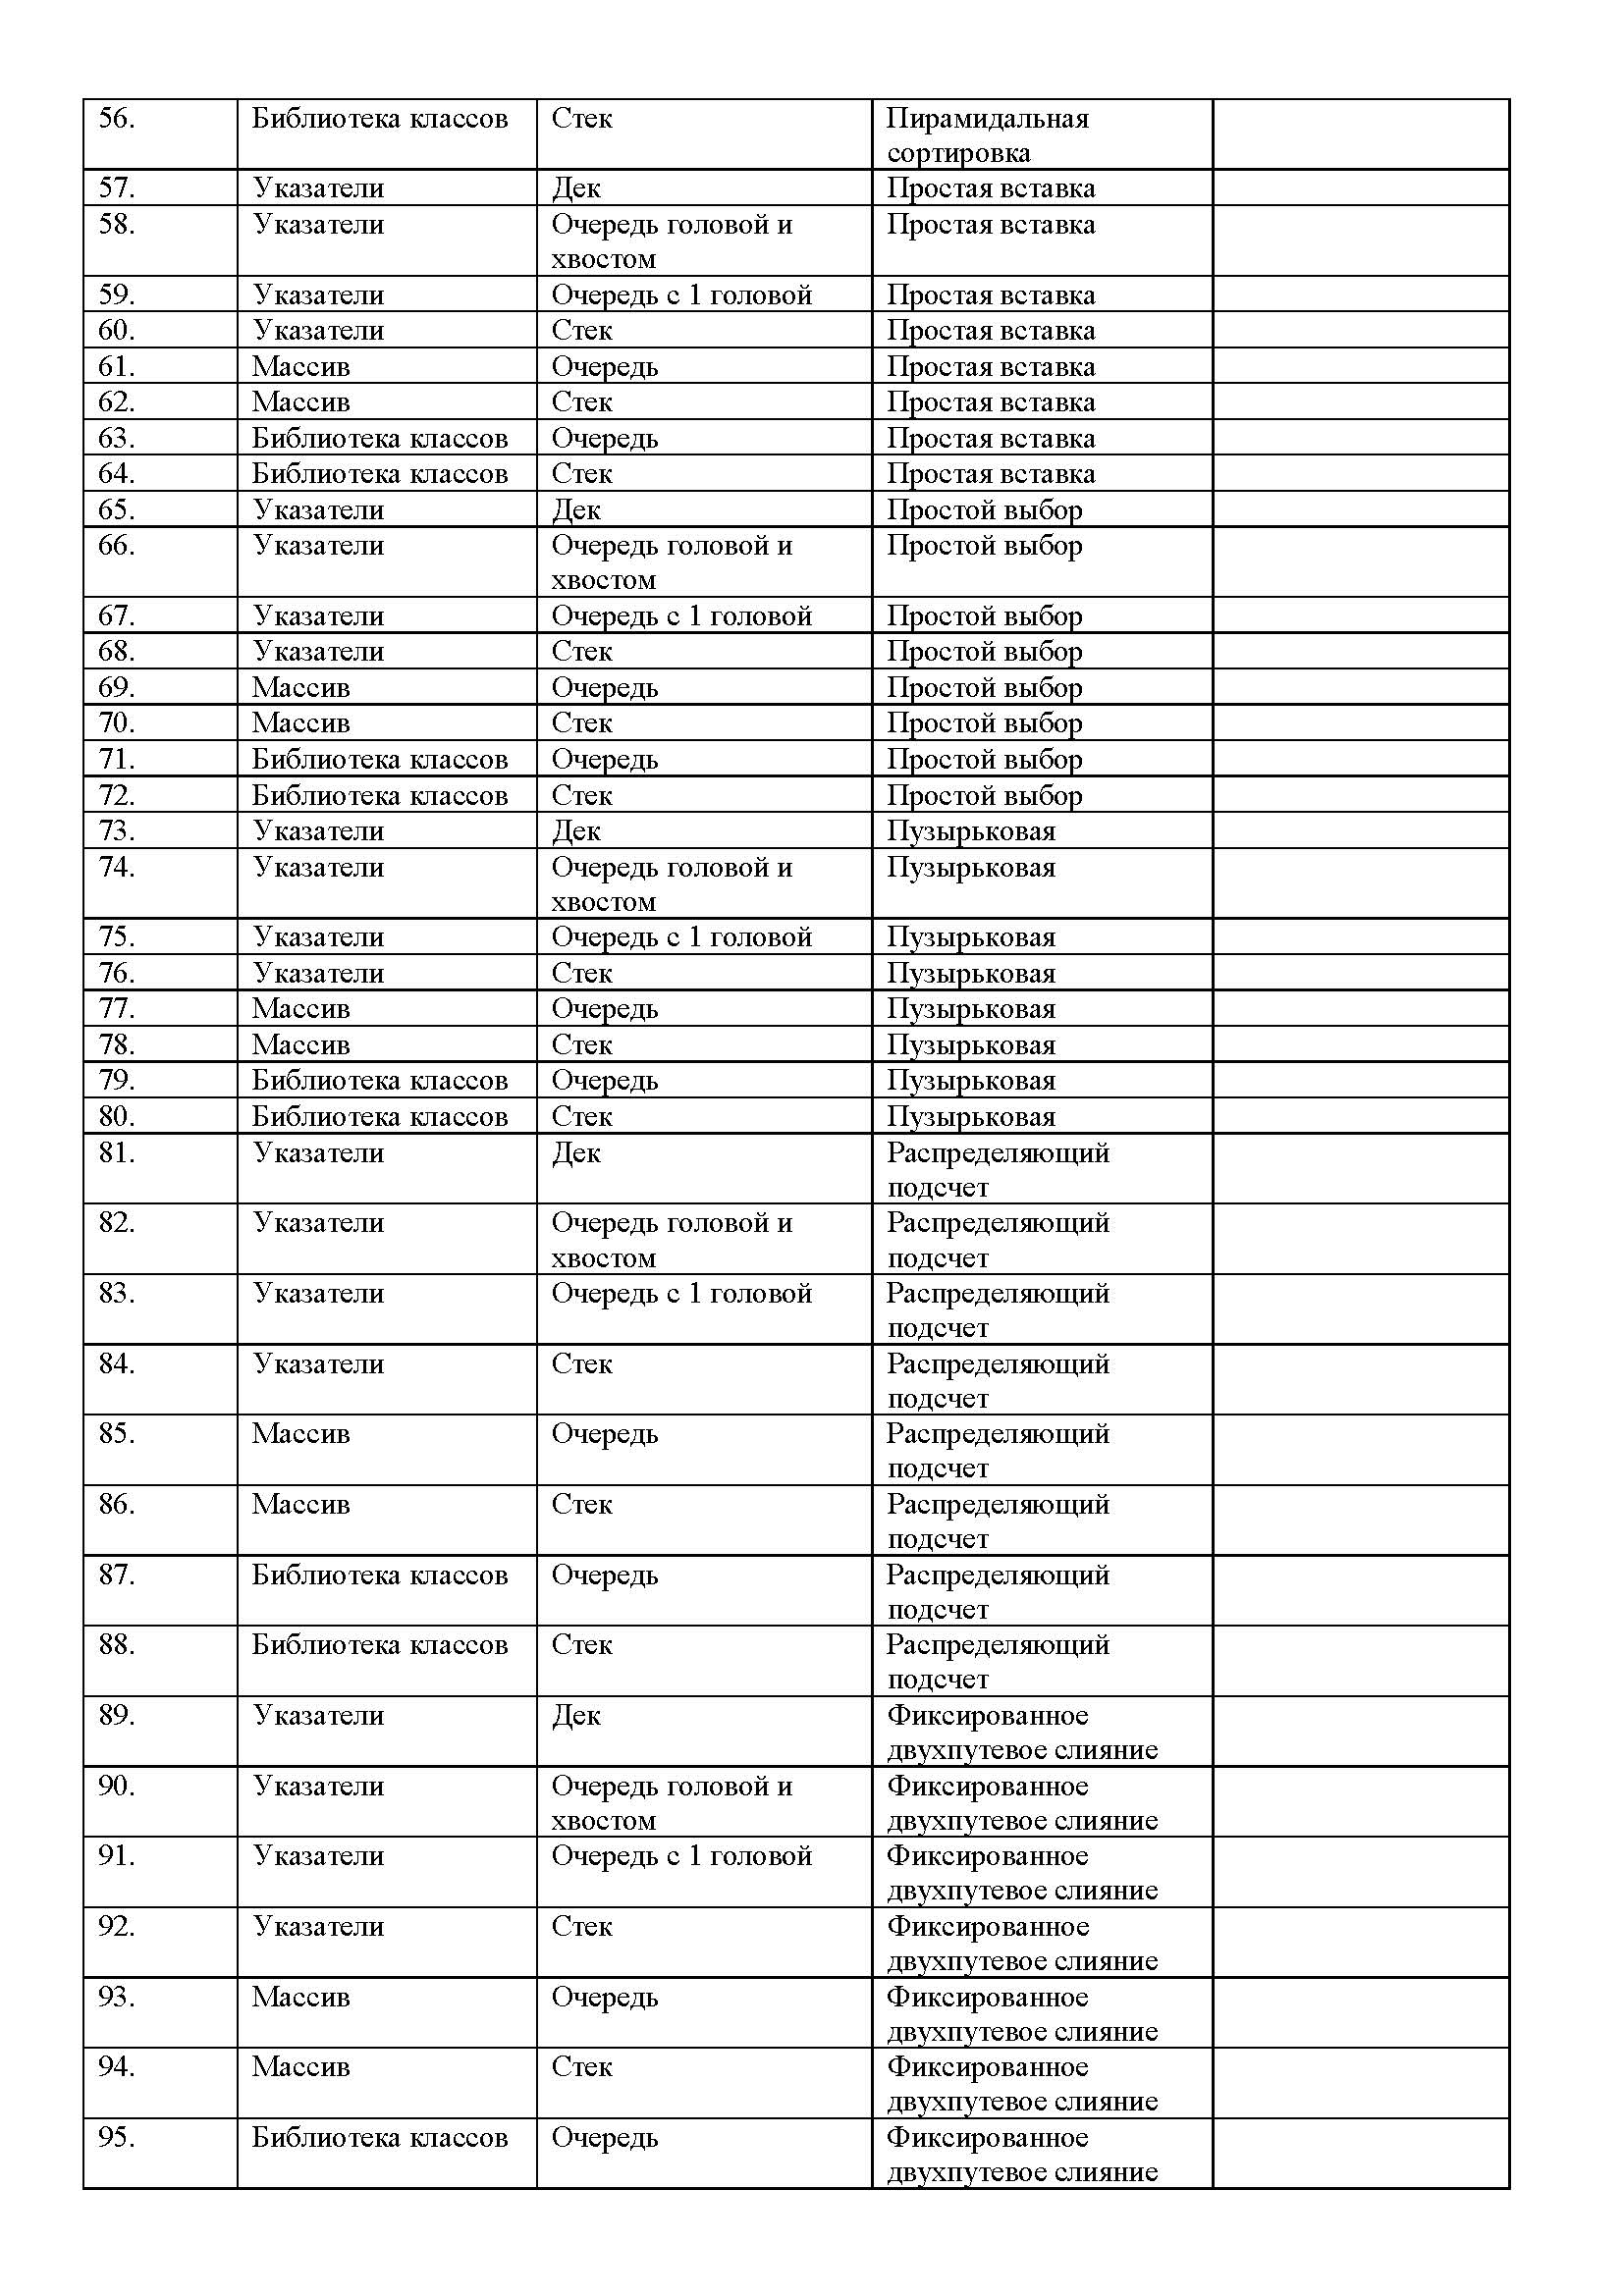 56. Библиотека классов Стек Пирамидальная
сортировка
57. Указатели Дек Простая вставка
58. Указатели Очередь головой и Простая вставка
хвостом
59. Указатели Очередь с 1 головой Простая вставка
60. Указатели Стек Простая вставка
61. Массив Очередь Простая вставка
62. Массив Стек Простая вставка
63. Библиотека классов Очередь Простая вставка
64. Библиотека классов Стек Простая вставка
65. Указатели Дек Простой выбор
66. Указатели Очередь головой и Простой выбор
хвостом
67. Указатели Очередь с 1 головой Простой выбор
68. Указатели Стек Простой выбор
69. Массив Очередь Простой выбор
70. Массив Стек Простой выбор
71. Библиотека классов Очередь Простой выбор
72. Библиотека классов Стек Простой выбор
73. Указатели Дек Пузырьковая
74. Указатели Очередь головой и Пузырьковая
хвостом
75. Указатели Очередь с 1 головой Пузырьковая
76. Указатели Стек Пузырьковая
77. Массив Очередь Пузырьковая
78. Массив Стек Пузырьковая
79. Библиотека классов Очередь Пузырьковая
80. Библиотека классов Стек Пузырьковая
81. Указатели Дек Распределяющий
подсчет
82. Указатели Очередь головой и Распределяющий
хвостом подсчет
83. Указатели Очередь с 1 головой Распределяющий
подсчет
84. Указатели Стек Распределяющий
подсчет
85. Массив Очередь Распределяющий
подсчет
86. Массив Стек Распределяющий
подсчет
87. Библиотека классов Очередь Распределяющий
подсчет
88. Библиотека классов Стек Распределяющий
подсчет
89. Указатели Дек Фиксированное
двухпутевое слияние
90. Указатели Очередь головой и Фиксированное
хвостом двухпутевое слияние
91. Указатели Очередь с 1 головой Фиксированное
двухпутевое слияние
92. Указатели Стек Фиксированное
двухпутевое слияние
93. Массив Очередь Фиксированное
двухпутевое слияние
94. Массив Стек Фиксированное
двухпутевое слияние
95. Библиотека классов Очередь Фиксированное
двухпутевое слияние